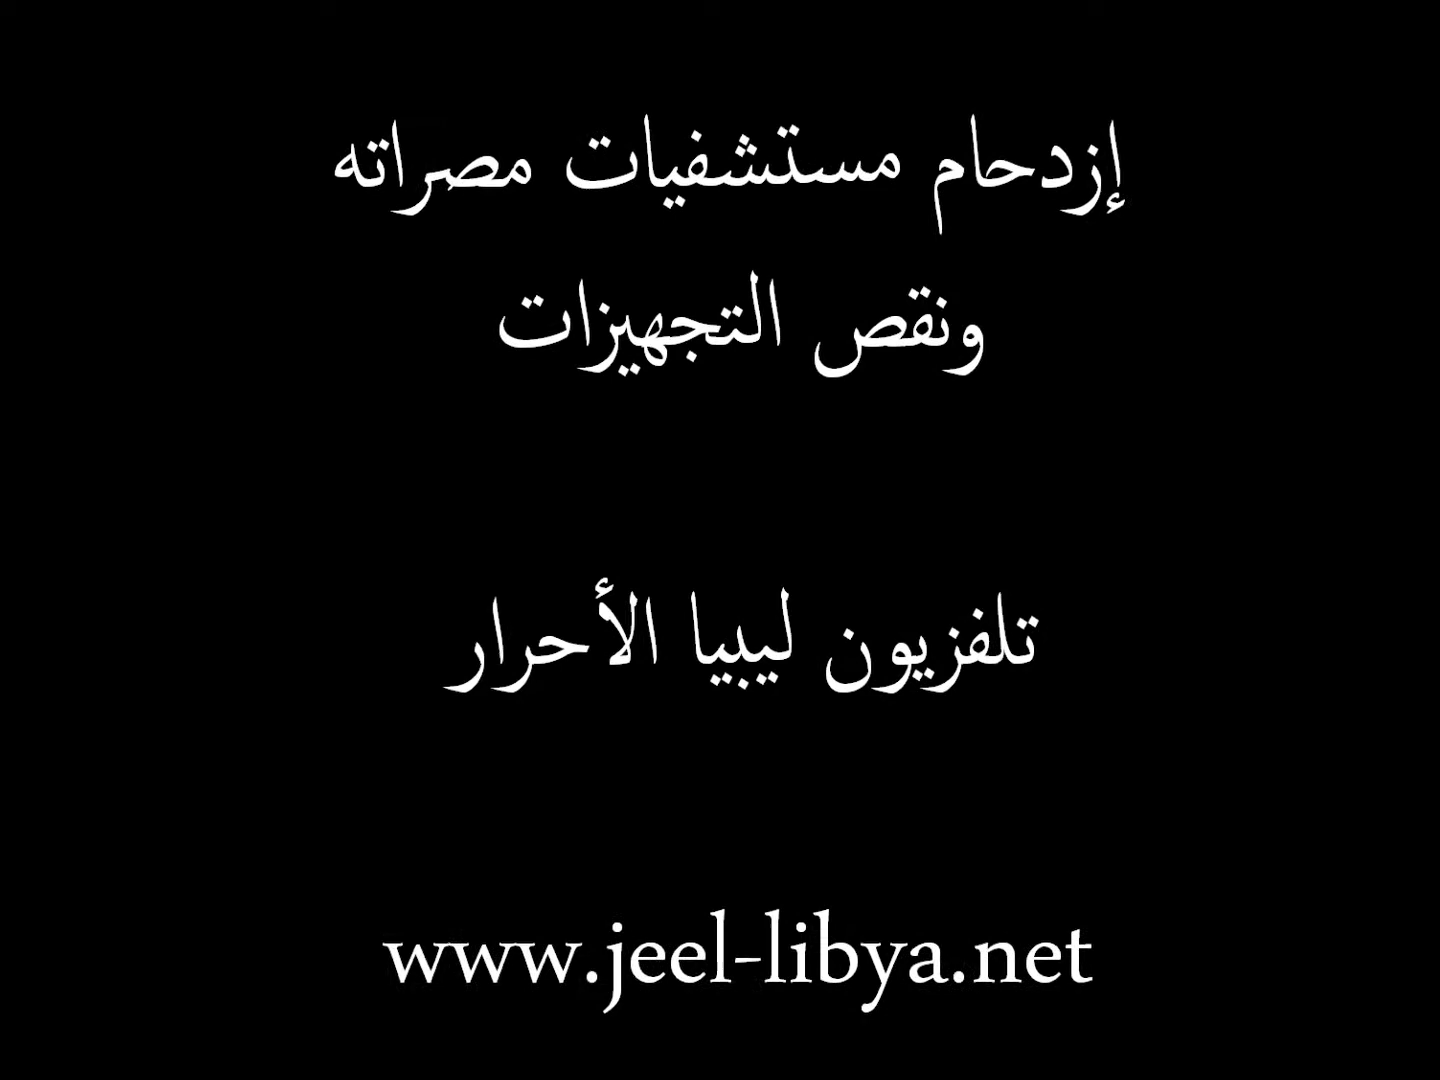 إزدحام مستشفيات مصراته
ونقص التجهيزات
تلفزيون ليبيا الأحرار
www.jeel-libya.net